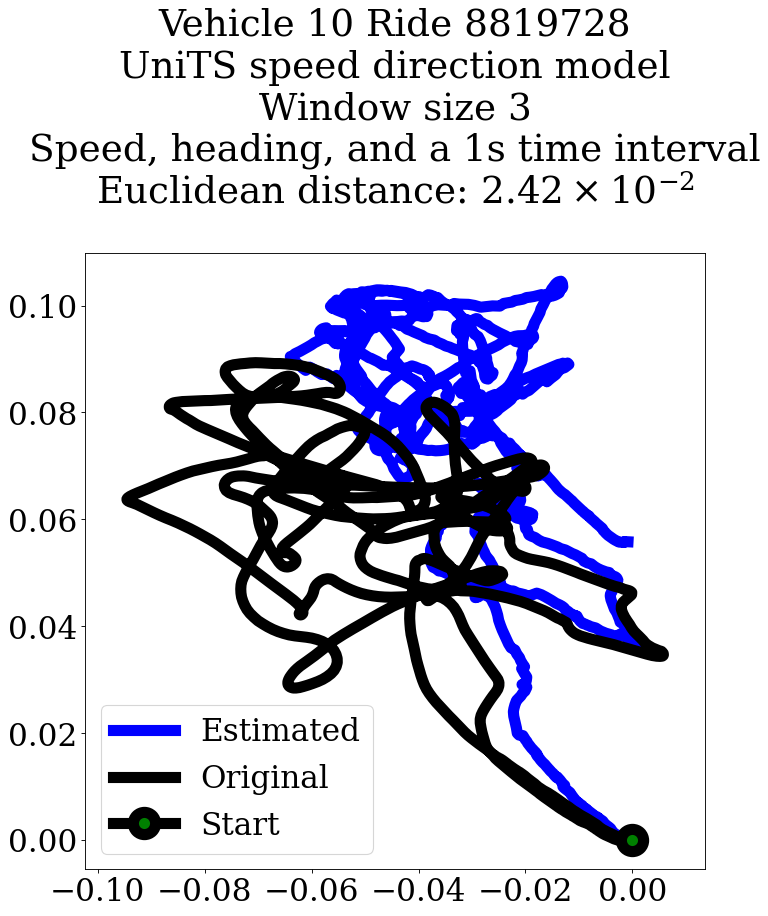 Vehicle 10 Ride 8819728
UniTS speed direction model
Window size 3
Speed, heading, and a 1s time interval
Euclidean distance: 2.42 × 10⁻²
0.10
0.08
0.06
0.04
0.02
0.00
Estimated
Original
Start
−0.10 −0.08 −0.06 −0.04 −0.02 0.00